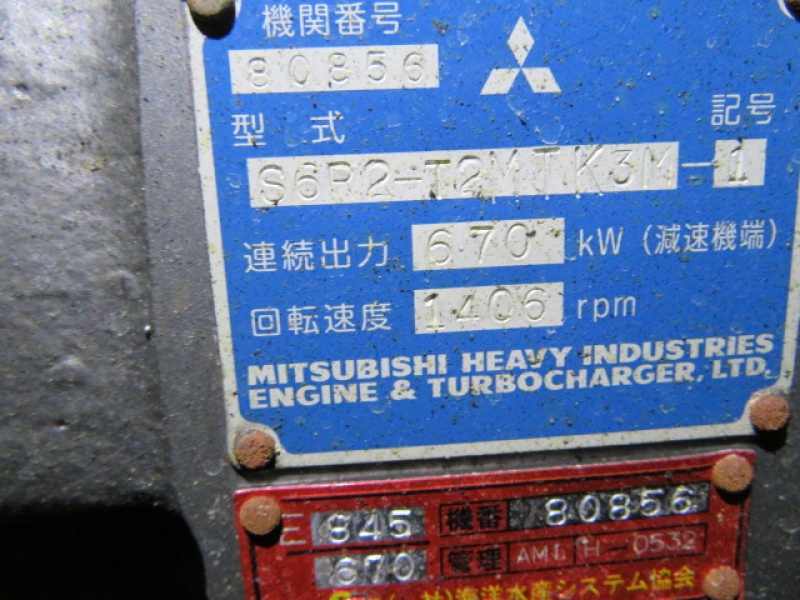 機関番号
80856
型式 記号
S6R2-T2MTK3M-1
連続出力 670 kW (減速機端)
回転速度 1406 rpm
MITSUBISHI HEAVY INDUSTRIES
ENGINE & TURBOCHARGER, LTD.
845 機番 80856
670 管理 AMI H-0532
海洋水産システム協会